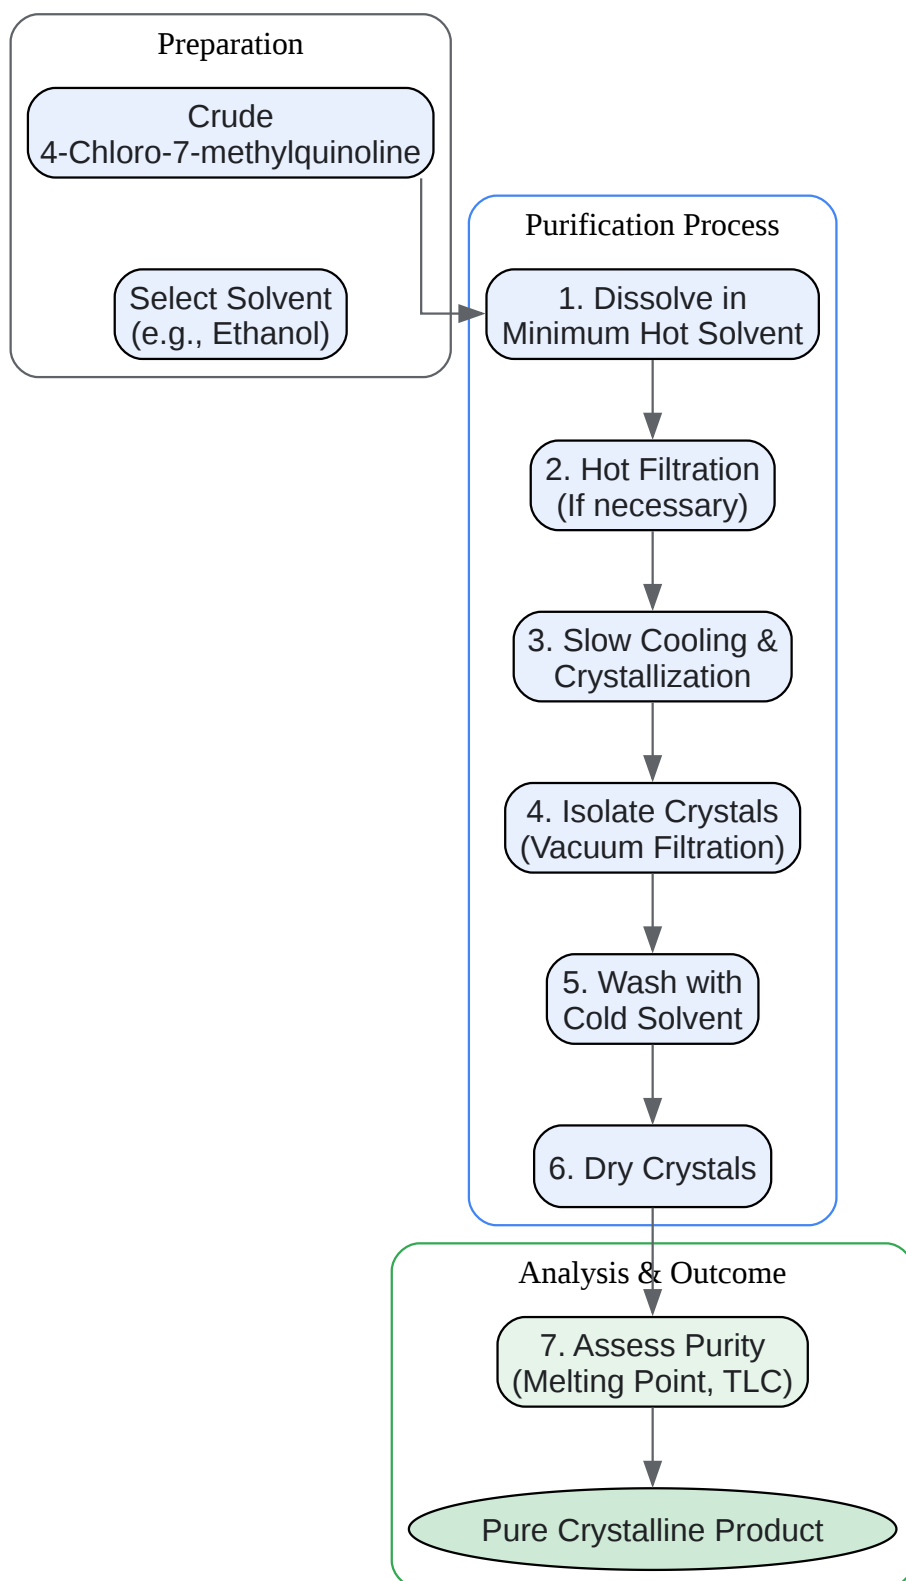 Preparation
Crude
4-Chloro-7-methylquinoline
Select Solvent
(e.g., Ethanol)
Purification Process
1. Dissolve in
Minimum Hot Solvent
2. Hot Filtration
(If necessary)
3. Slow Cooling &
Crystallization
4. Isolate Crystals
(Vacuum Filtration)
5. Wash with
Cold Solvent
6. Dry Crystals
Analysis & Outcome
7. Assess Purity
(Melting Point, TLC)
Pure Crystalline Product